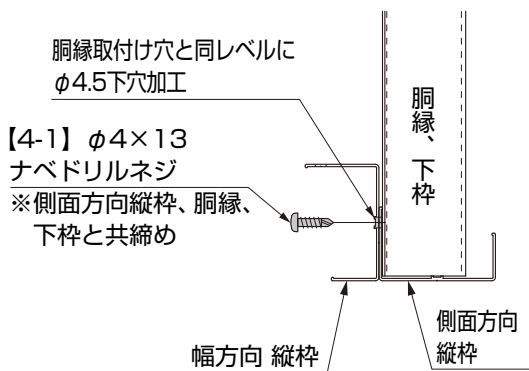 胴縁取付け穴と同レベルに
φ4.5下穴加工
【4-1】φ4×13
ナベドリルネジ
※側面方向縦枠、胴縁、
下枠と共締め
胴縁、下枠
幅方向 縦枠
側面方向
縦枠